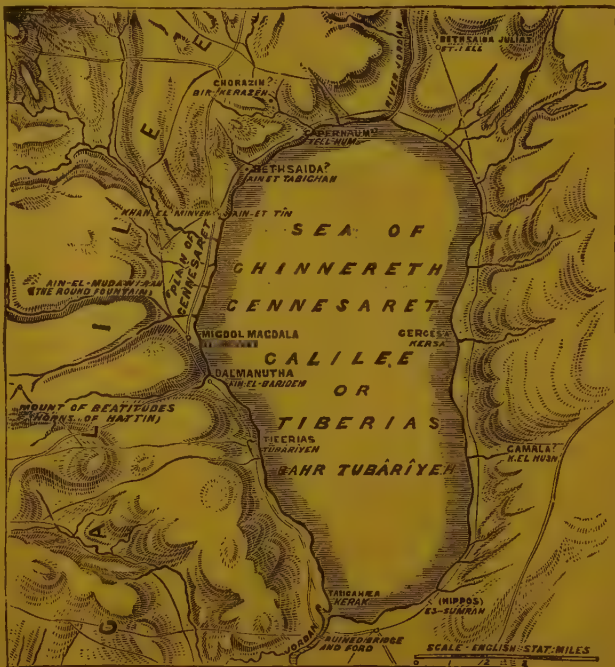 BETHSAIDA JULIAS
ET-TELL
RIVER JORDAN
CHORAZIN?
BIR KERAZEH
CAPERNAUM?
TELL-HUM
BETHSAIDA?
AIN ET TABIGHAH
KHAN EL MINYEH
AIN-ET TÎN
PLAIN OF
GENNESARET
SEA OF
CHINNERETH
GENNESARET
AIN-EL-MUDAWARAH
(THE ROUND FOUNTAIN)
MIGDOL MAGDALA
GERGESA
KERSA
GALILEE
DALMANUTHA
AIN-EL-BARIDEH
OR
MOUNT OF BEATITUDES
(HORNS OF HATTIN)
TIBERIAS
TIBERIAS
TUBARIYEH
GAMALA?
K.EL HUSN
BAHR TUBÂRÎYEH
GALILEE
TARICHÆA
KERAK
(HIPPOS)
ES-SUMRAH
JORDAN R.
RUINED BRIDGE
AND FORD
SCALE-ENGLISH STAT: MILES
0